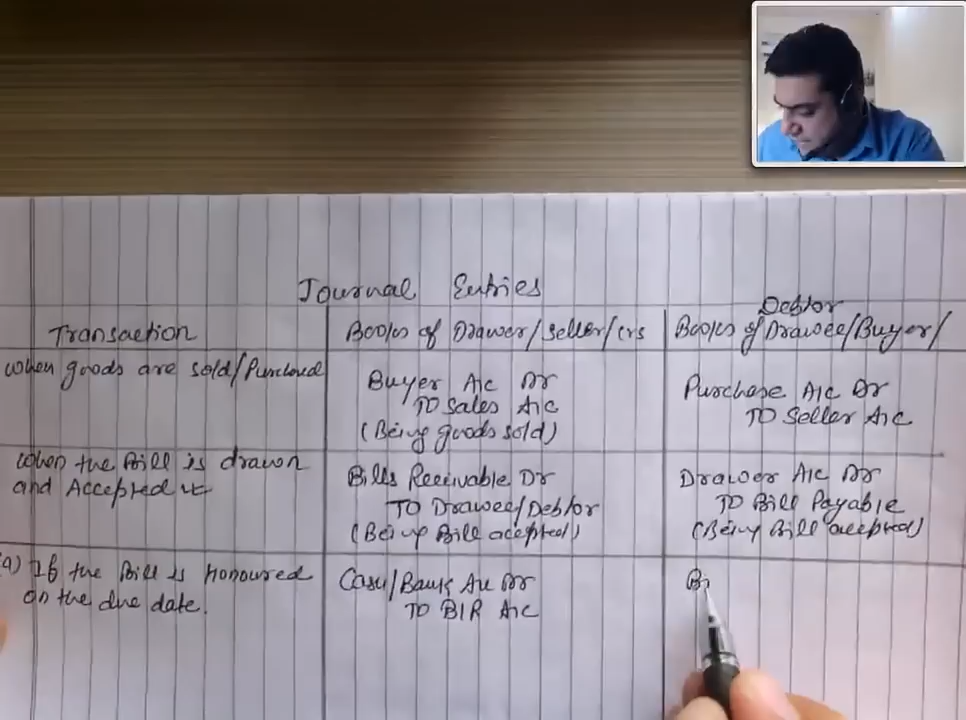 Journal Entries
Transaction
Books of Drawer/Seller/Crs
Debtor
Books of Drawee/Buyer/
When goods are sold/Purchased
Buyer A/c Dr
TO Sales A/c
(Being goods sold)
Purchase A/c Dr
TO Seller A/c
When the Bill is drawn
and Accepted it
Bills Receivable Dr
TO Drawee/Debtor
(Being Bill accepted)
Drawer A/c Dr
TO Bill Payable
(Being Bill accepted)
(a) If the Bill is honoured
on the due date.
Cash/Bank A/c Dr
TO B/R A/c
Bi